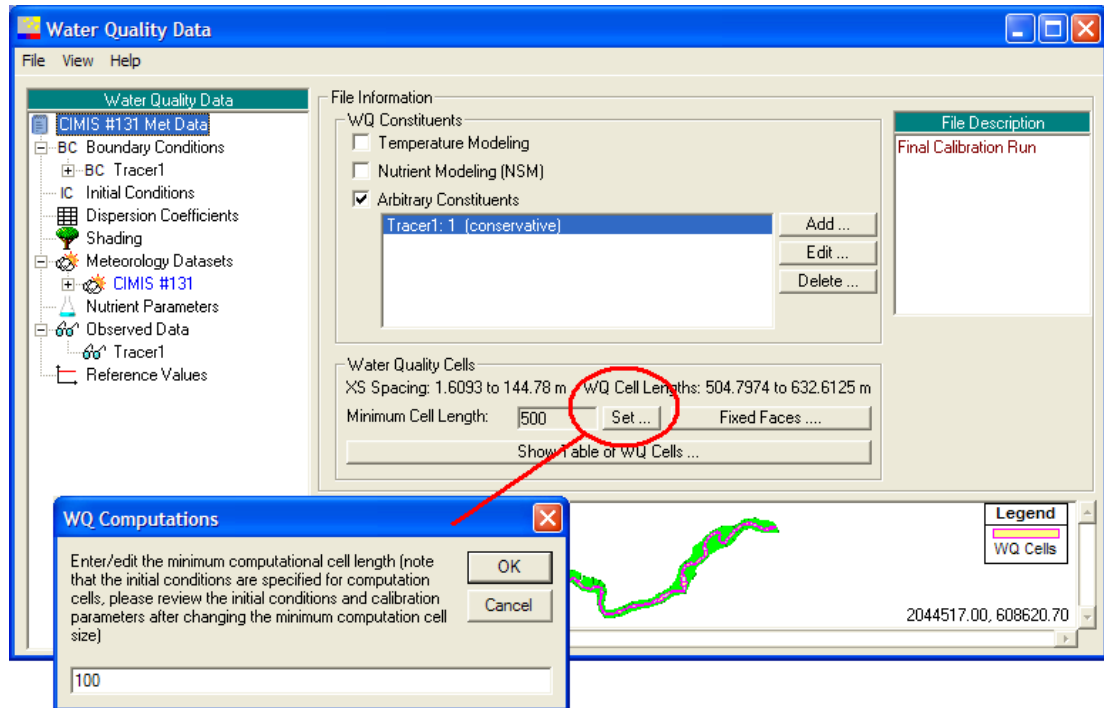 Water Quality Data
File View Help
Water Quality Data
CIMIS #131 Met Data
BC Boundary Conditions
BC Tracer1
IC Initial Conditions
Dispersion Coefficients
Shading
Meteorology Datasets
CIMIS #131
Nutrient Parameters
Observed Data
Tracer1
Reference Values
File Information
WQ Constituents
Temperature Modeling
Nutrient Modeling (NSM)
Arbitrary Constituents
Tracer1: 1 (conservative)
Add ...
Edit ...
Delete ...
File Description
Final Calibration Run
Water Quality Cells
XS Spacing: 1.6093 to 144.78 m WQ Cell Lengths: 504.7974 to 632.6125 m
Minimum Cell Length: 500 Set ... Fixed Faces ....
Show Table of WQ Cells ...
Legend
WQ Cells
2044517.00, 608620.70
WQ Computations
Enter/edit the minimum computational cell length (note
that the initial conditions are specified for computation
cells, please review the initial conditions and calibration
parameters after changing the minimum computation cell
size)
OK
Cancel
100